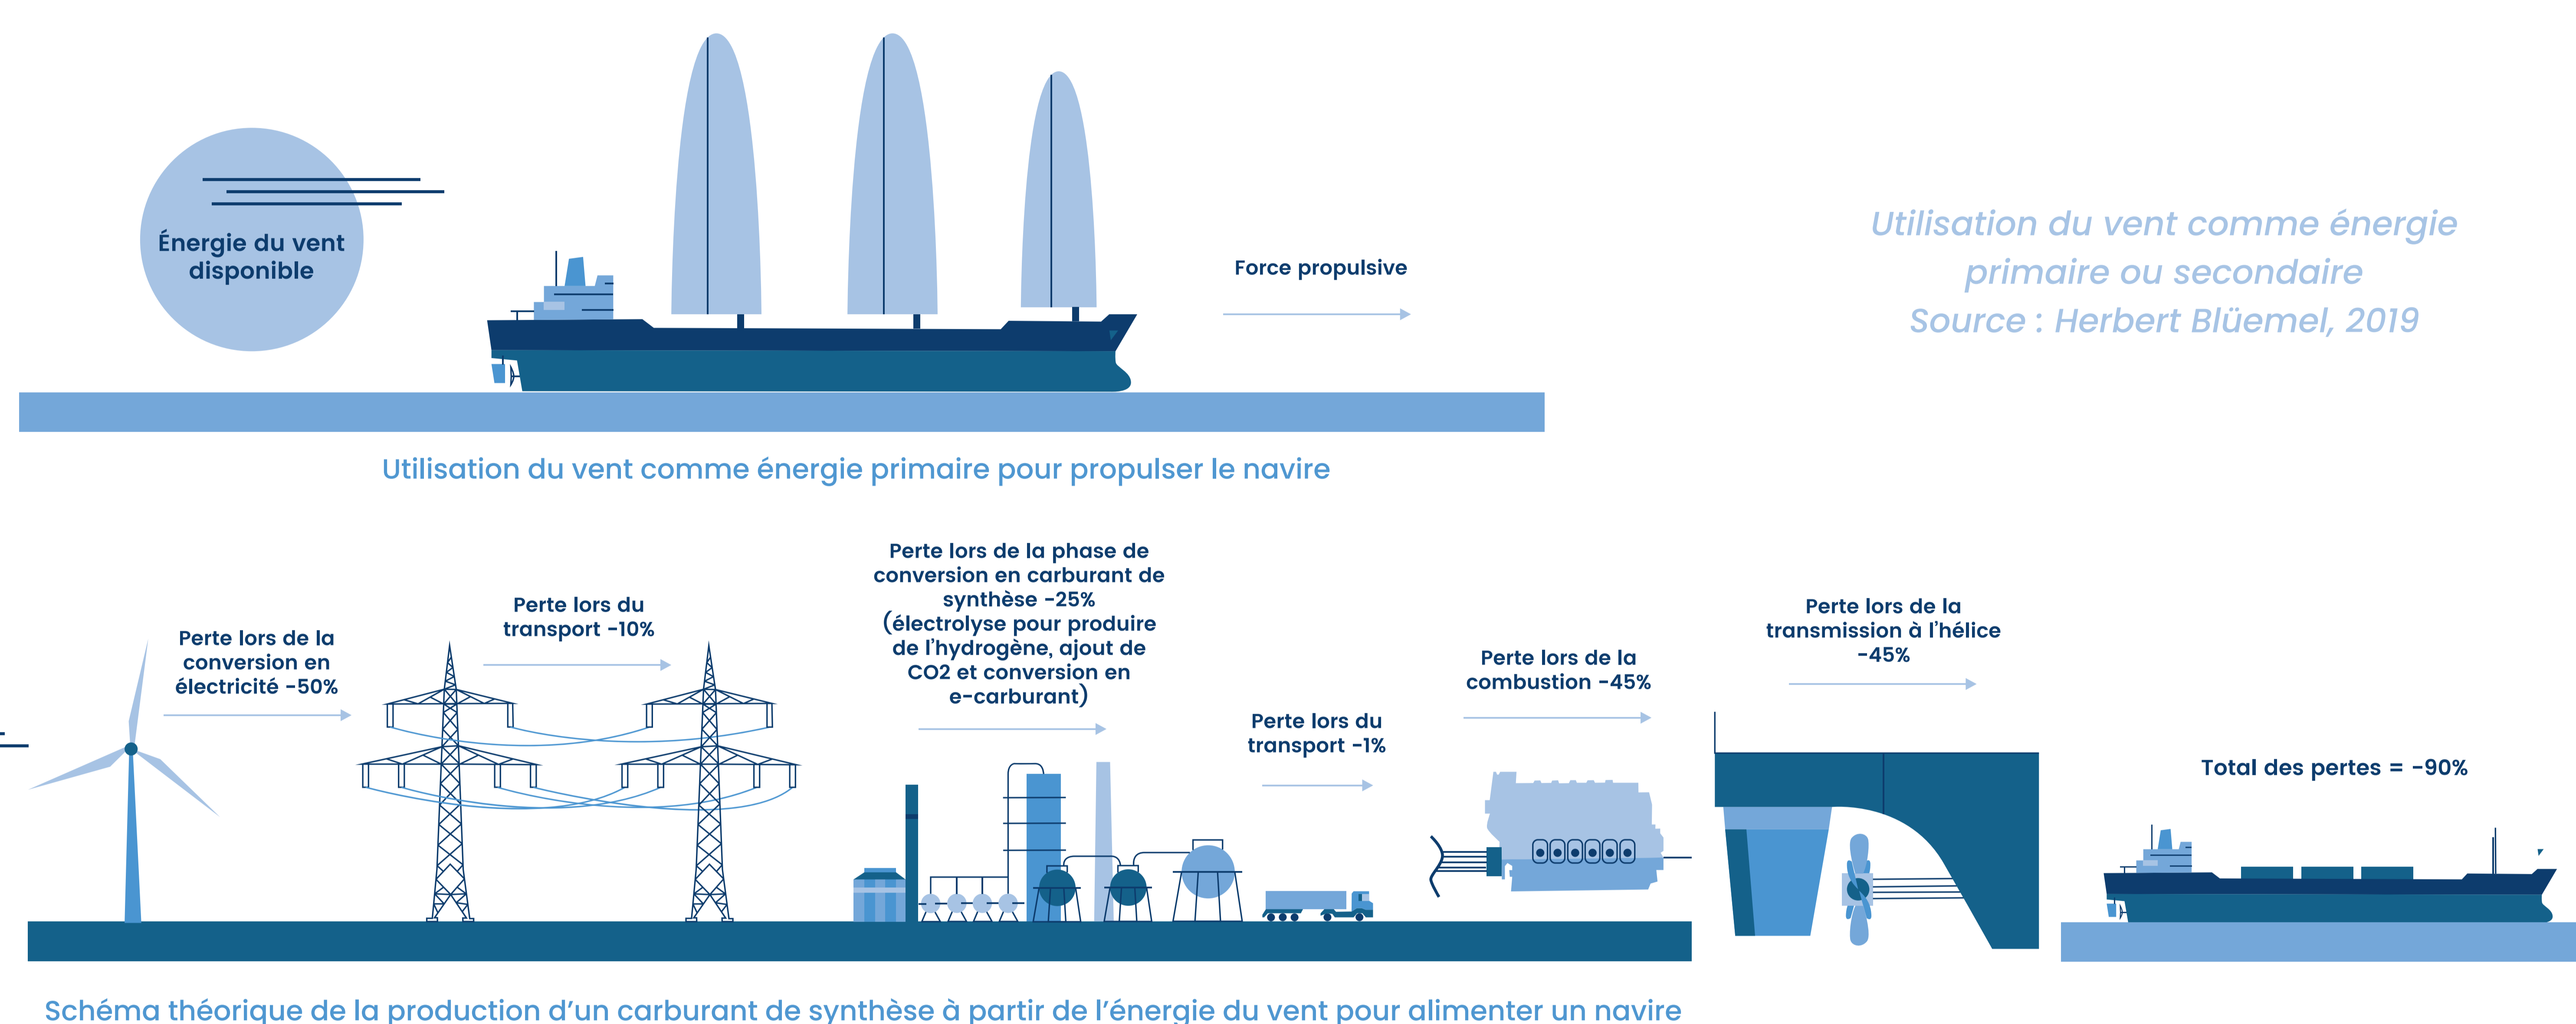 Énergie du vent
disponible
Force propulsive
Utilisation du vent comme énergie
primaire ou secondaire
Source : Herbert Blüemel, 2019
Utilisation du vent comme énergie primaire pour propulser le navire
Perte lors de la
conversion en
électricité -50%
Perte lors du
transport -10%
Perte lors de la phase de
conversion en carburant de
synthèse -25%
(électrolyse pour produire
de l’hydrogène, ajout de
CO2 et conversion en
e-carburant)
Perte lors du
transport -1%
Perte lors de la
combustion -45%
Perte lors de la
transmission à l’hélice
-45%
Total des pertes = -90%
Schéma théorique de la production d’un carburant de synthèse à partir de l’énergie du vent pour alimenter un navire